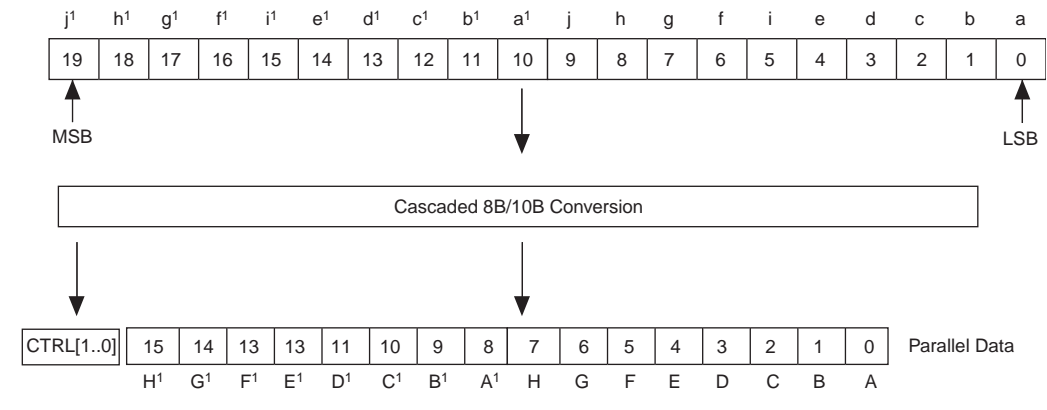 j¹ h¹ g¹ f¹ i¹ e¹ d¹ c¹ b¹ a¹ j h g f i e d c b a
19 18 17 16 15 14 13 12 11 10 9 8 7 6 5 4 3 2 1 0
MSB LSB
Cascaded 8B/10B Conversion
CTRL[1..0] 15 14 13 13 11 10 9 8 7 6 5 4 3 2 1 0 Parallel Data
H¹ G¹ F¹ E¹ D¹ C¹ B¹ A¹ H G F E D C B A